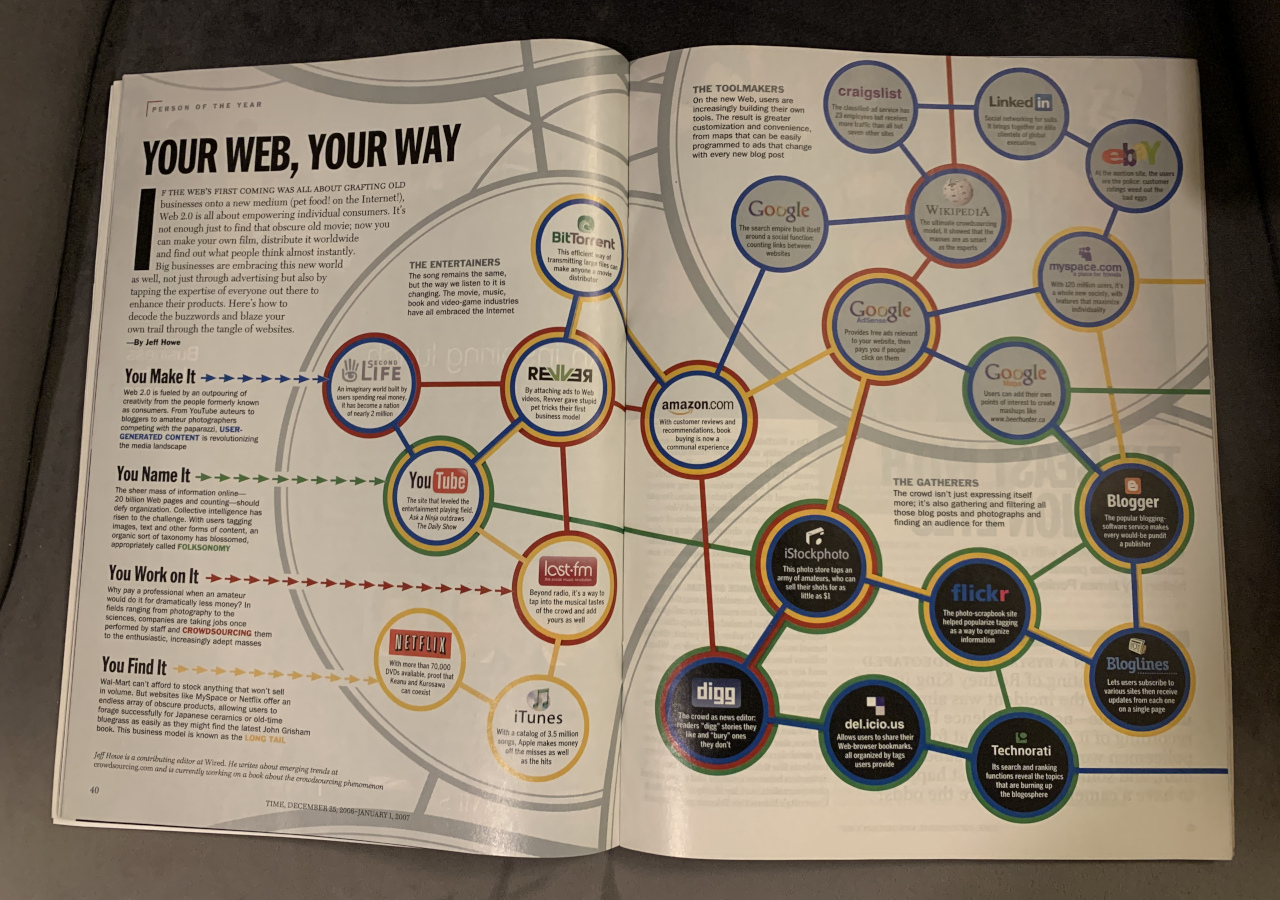 PERSON OF THE YEAR
YOUR WEB, YOUR WAY
IF THE WEB'S FIRST COMING WAS ALL ABOUT GRAFTING OLD
businesses onto a new medium (pet food! on the Internet!),
Web 2.0 is all about empowering individual consumers. It's
not enough just to find that obscure old movie; now you
can make your own film, distribute it worldwide
and find out what people think almost instantly.
Big businesses are embracing this new world
as well, not just through advertising but also by
tapping the expertise of everyone out there to
enhance their products. Here's how to
decode the buzzwords and blaze your
own trail through the tangle of websites.
—By Jeff Howe
You Make It
Web 2.0 is fueled by an outpouring of
creativity from the people formerly known
as consumers. From YouTube auteurs to
bloggers to amateur photographers
competing with the paparazzi, USER-
GENERATED CONTENT is revolutionizing
the media landscape
You Name It
The sheer mass of information online—
20 billion Web pages and counting—should
defy organization. Collective intelligence has
risen to the challenge. With users tagging
images, text and other forms of content, an
organic sort of taxonomy has blossomed,
appropriately called FOLKSONOMY
You Work on It
Why pay a professional when an amateur
would do it for dramatically less money? In
fields ranging from photography to the
sciences, companies are taking jobs once
performed by staff and CROWDSOURCING them
to the enthusiastic, increasingly adept masses
You Find It
Wal-Mart can't afford to stock anything that won't sell
in volume. But websites like MySpace or Netflix offer an
endless array of obscure products, allowing users to
forage successfully for Japanese ceramics or old-time
bluegrass as easily as they might find the latest John Grisham
book. This business model is known as the LONG TAIL
Jeff Howe is a contributing editor at Wired. He writes about emerging trends at
crowdsourcing.com and is currently working on a book about the crowdsourcing phenomenon
40
TIME, DECEMBER 25, 2006–JANUARY 1, 2007
THE ENTERTAINERS
The song remains the same,
but the way we listen to it is
changing. The movie, music,
book and video-game industries
have all embraced the Internet
BitTorrent
This efficient way of
transmitting large files can
make anyone a movie
distributor
SECOND
LIFE
An imaginary world built by
users spending real money,
it has become a nation
of nearly 2 million
REVVER
By attaching ads to Web
videos, Revver gave stupid
pet tricks their first
business model
YouTube
The site that leveled the
entertainment playing field,
Ask a Ninja outdraws
The Daily Show
last·fm
the social music revolution
Beyond radio, it's a way to
tap into the musical tastes
of the crowd and add
yours as well
NETFLIX
With more than 70,000
DVDs available, proof that
Keanu and Kurosawa
can coexist
iTunes
With a catalog of 3.5 million
songs, Apple makes money
off the misses as well
as the hits
THE TOOLMAKERS
On the new Web, users are
increasingly building their own
tools. The result is greater
customization and convenience,
from maps that can be easily
programmed to ads that change
with every new blog post
craigslist
The classified-ad service has
23 employees but receives
more traffic than all but
seven other sites
Linked in
Social networking for suits.
It brings together an elite
clientele of global
executives
ebaY
At the auction site, the users
are the police: customer
ratings weed out the
bad eggs
Google
The search empire built itself
around a social function,
counting links between
websites
WIKIPEDIA
The ultimate crowdsourcing
model, it showed that the
masses are as smart
as the experts
myspace.com
a place for friends
With 120 million users, it's
a whole new society, with
features that maximize
individuality
Google
AdSense
Provides free ads relevant
to your website, then
pays you if people
click on them
Google
Maps
Users can add their own
points of interest to create
mashups like
www.beerhunter.ca
amazon.com
With customer reviews and
recommendations, book
buying is now a
communal experience
THE GATHERERS
The crowd isn't just expressing itself
more; it's also gathering and filtering all
those blog posts and photographs and
finding an audience for them
Blogger
The popular blogging-
software service makes
every would-be pundit
a publisher
iStockphoto
This photo store taps an
army of amateurs, who can
sell their shots for as
little as $1
flickr
The photo-scrapbook site
helped popularize tagging
as a way to organize
information
Bloglines
Lets users subscribe to
various sites then receive
updates from each one
on a single page
digg
The crowd as news editor:
readers "digg" stories they
like and "bury" ones
they don't
del.icio.us
Allows users to share their
Web-browser bookmarks,
all organized by tags
users provide
Technorati
Its search and ranking
functions reveal the topics
that are burning up
the blogosphere